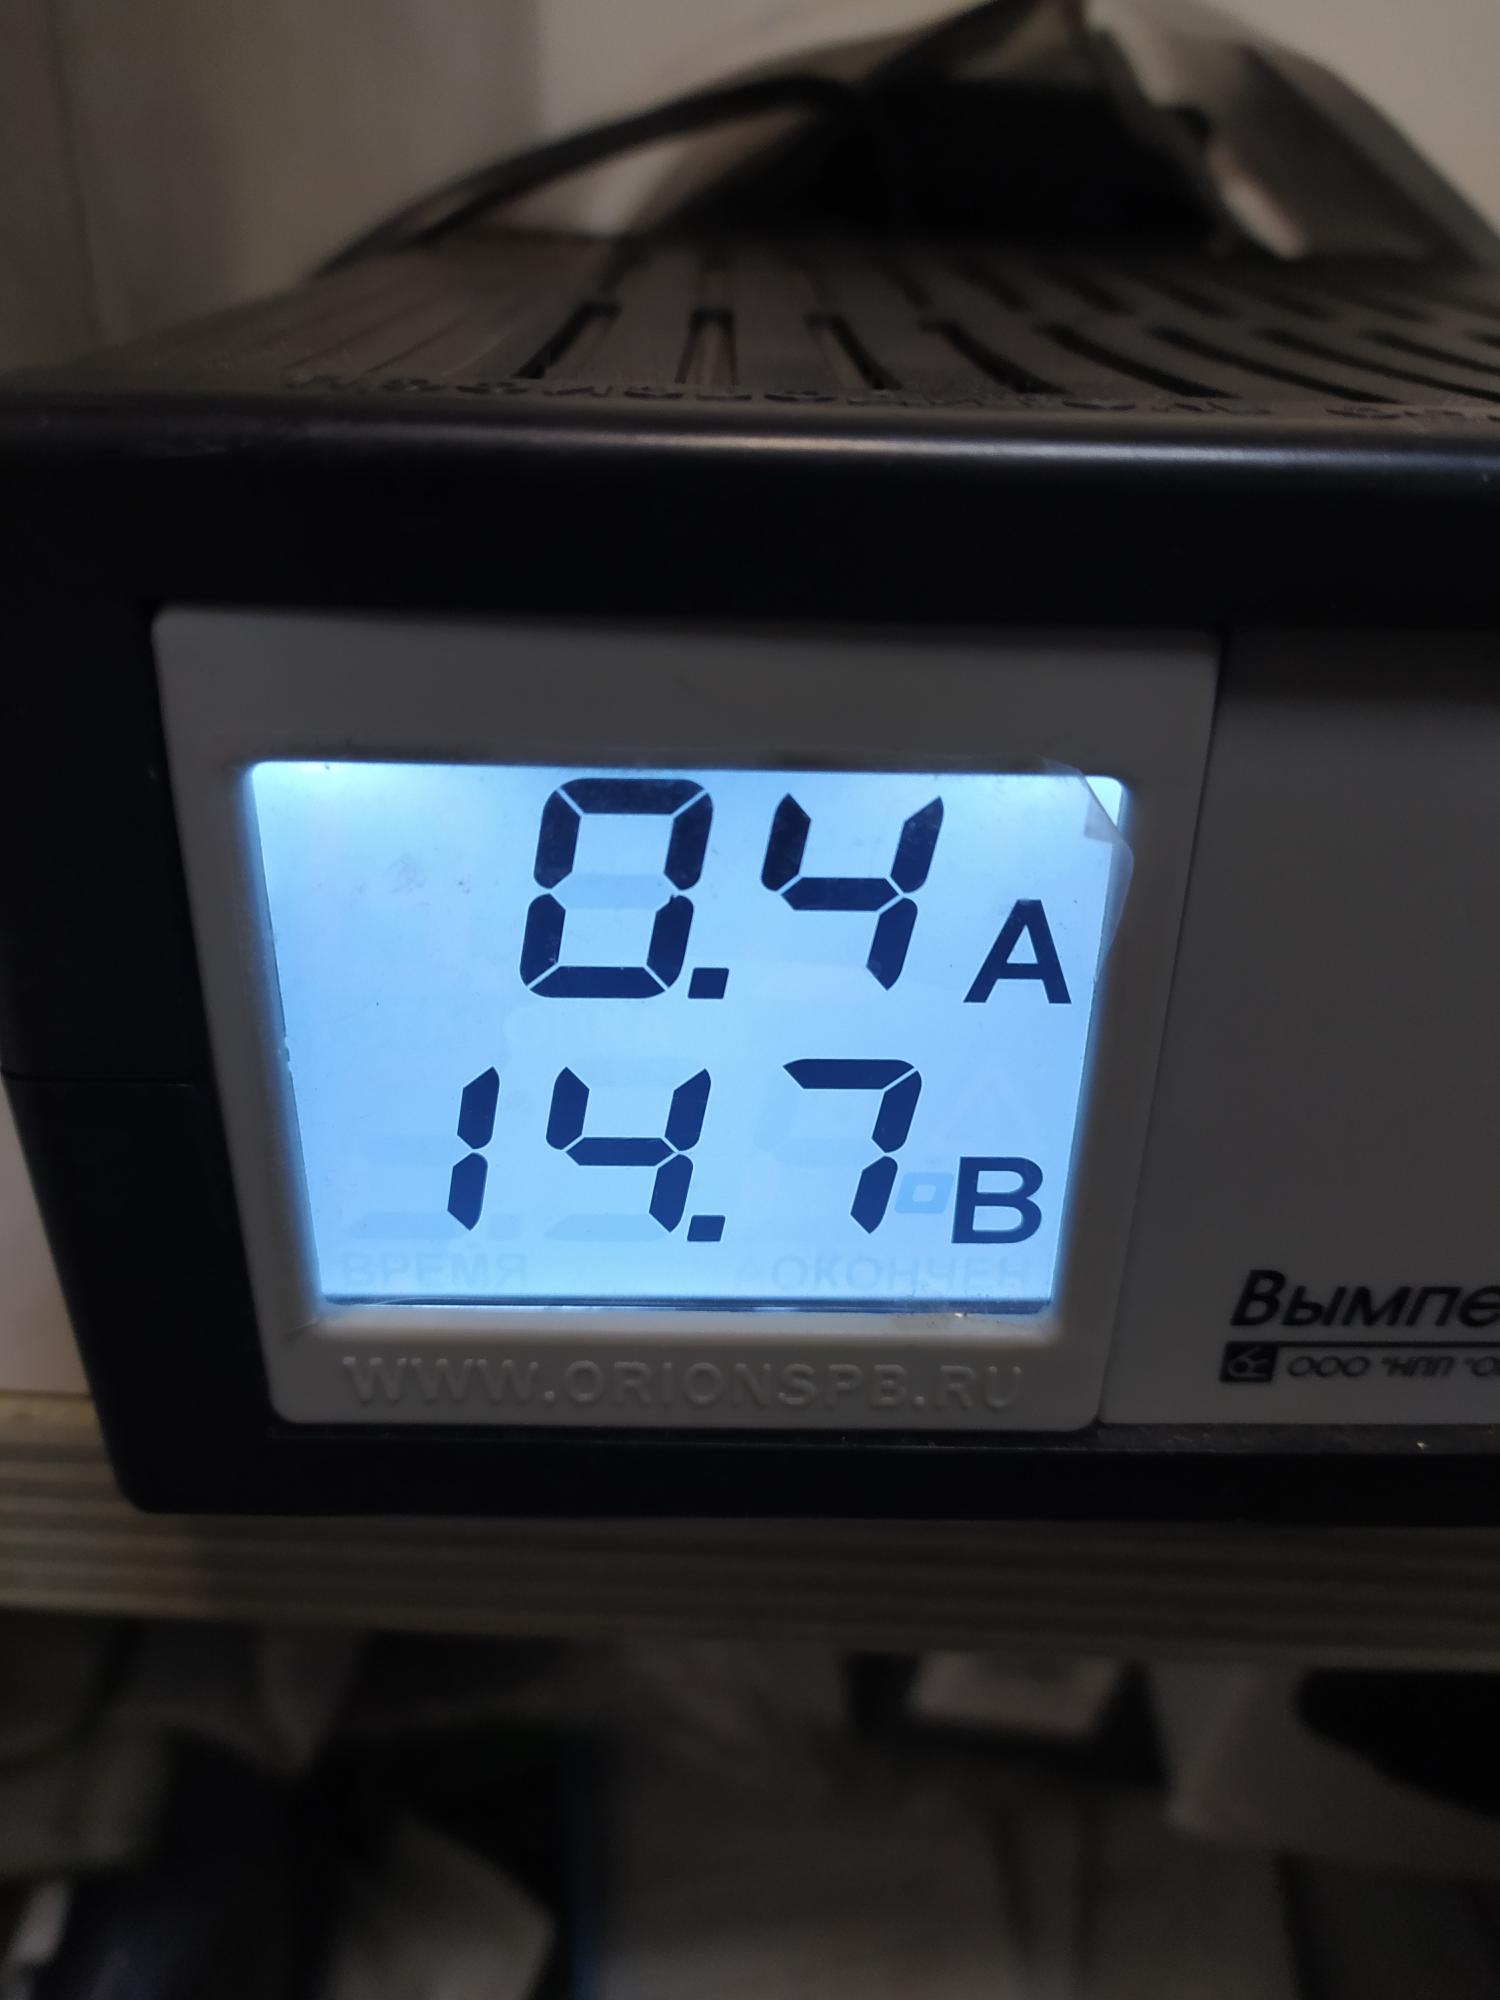 0.4 A
14.7 В
ВРЕМЯ ОКОНЧЕН
WWW.ORIONSPB.RU
Вымпе
ООО "НПП "О